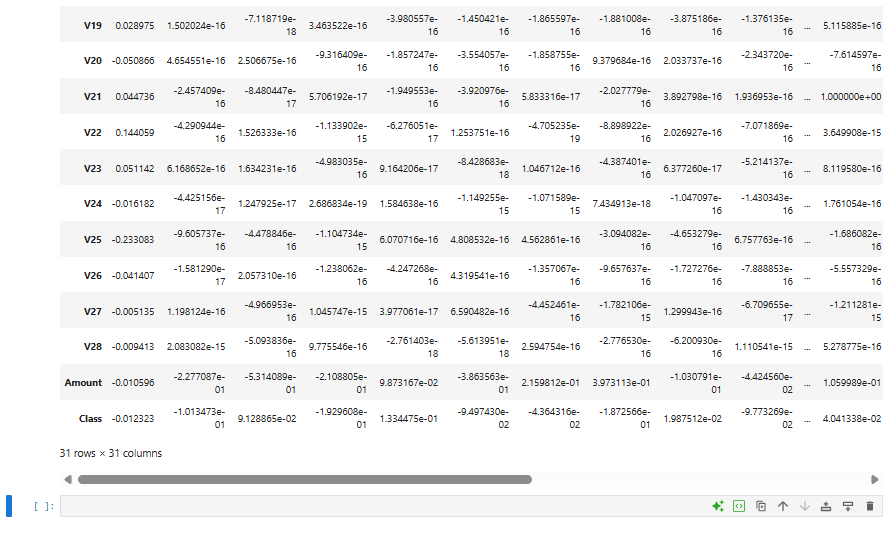 V19 0.028975 1.502024e-16 -7.118719e-18 3.463522e-16 -3.980557e-16 -1.450421e-16 -1.865597e-16 -1.881008e-16 -3.875186e-16 -1.376135e-16 ... 5.115885e-16
V20 -0.050866 4.654551e-16 2.506675e-16 -9.316409e-16 -1.857247e-16 -3.554057e-16 -1.858755e-16 9.379684e-16 2.033737e-16 -2.343720e-16 ... -7.614597e-16
V21 0.044736 -2.457409e-16 -8.480447e-17 5.706192e-17 -1.949553e-16 -3.920976e-16 5.833316e-17 -2.027779e-16 3.892798e-16 1.936953e-16 ... 1.000000e+00
V22 0.144059 -4.290944e-16 1.526333e-16 -1.133902e-15 -6.276051e-17 1.253751e-16 -4.705235e-19 -8.898922e-16 2.026927e-16 -7.071869e-16 ... 3.649908e-15
V23 0.051142 6.168652e-16 1.634231e-16 -4.983035e-16 9.164206e-17 -8.428683e-18 1.046712e-16 -4.387401e-16 6.377260e-17 -5.214137e-16 ... 8.119580e-16
V24 -0.016182 -4.425156e-17 1.247925e-17 2.686834e-19 1.584638e-16 -1.149255e-15 -1.071589e-15 7.434913e-18 -1.047097e-16 -1.430343e-16 ... 1.761054e-16
V25 -0.233083 -9.605737e-16 -4.478846e-16 -1.104734e-15 6.070716e-16 4.808532e-16 4.562861e-16 -3.094082e-16 -4.653279e-16 6.757763e-16 ... -1.686082e-16
V26 -0.041407 -1.581290e-17 2.057310e-16 -1.238062e-16 -4.247268e-16 4.319541e-16 -1.357067e-16 -9.657637e-16 -1.727276e-16 -7.888853e-16 ... -5.557329e-16
V27 -0.005135 1.198124e-16 -4.966953e-16 1.045747e-15 3.977061e-17 6.590482e-16 -4.452461e-16 -1.782106e-15 1.299943e-16 -6.709655e-17 ... -1.211281e-15
V28 -0.009413 2.083082e-15 -5.093836e-16 9.775546e-16 -2.761403e-18 -5.613951e-18 2.594754e-16 -2.776530e-16 -6.200930e-16 1.110541e-15 ... 5.278775e-16
Amount -0.010596 -2.277087e-01 -5.314089e-01 -2.108805e-01 9.873167e-02 -3.863563e-01 2.159812e-01 3.973113e-01 -1.030791e-01 -4.424560e-02 ... 1.059989e-01
Class -0.012323 -1.013473e-01 9.128865e-02 -1.929608e-01 1.334475e-01 -9.497430e-02 -4.364316e-02 -1.872566e-01 1.987512e-02 -9.773269e-02 ... 4.041338e-02
31 rows × 31 columns
[ ]: